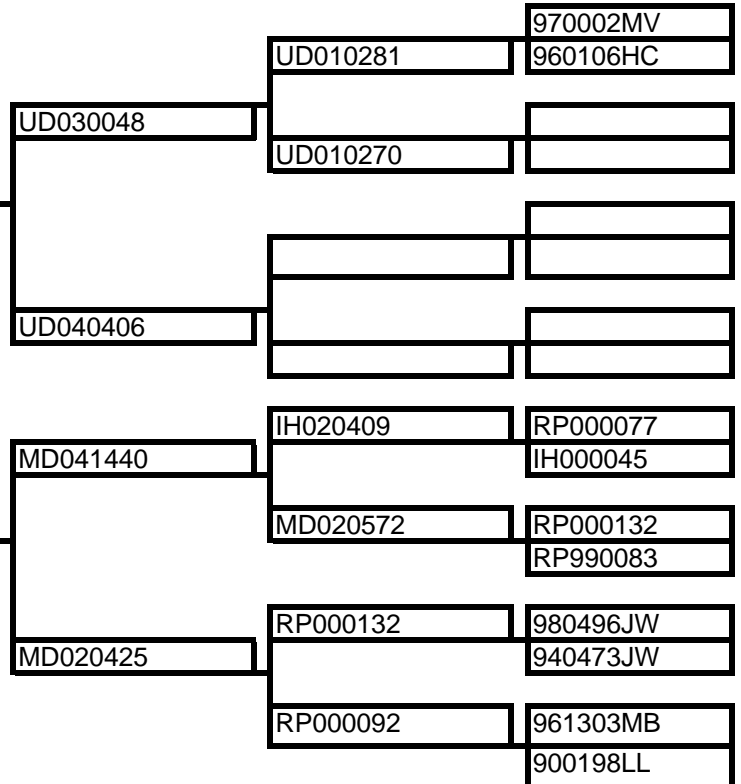 970002MV
UD010281 960106HC
UD030048
UD010270
UD040406
IH020409 RP000077
MD041440 IH000045
MD020572 RP000132
RP990083
RP000132 980496JW
MD020425 940473JW
RP000092 961303MB
900198LL